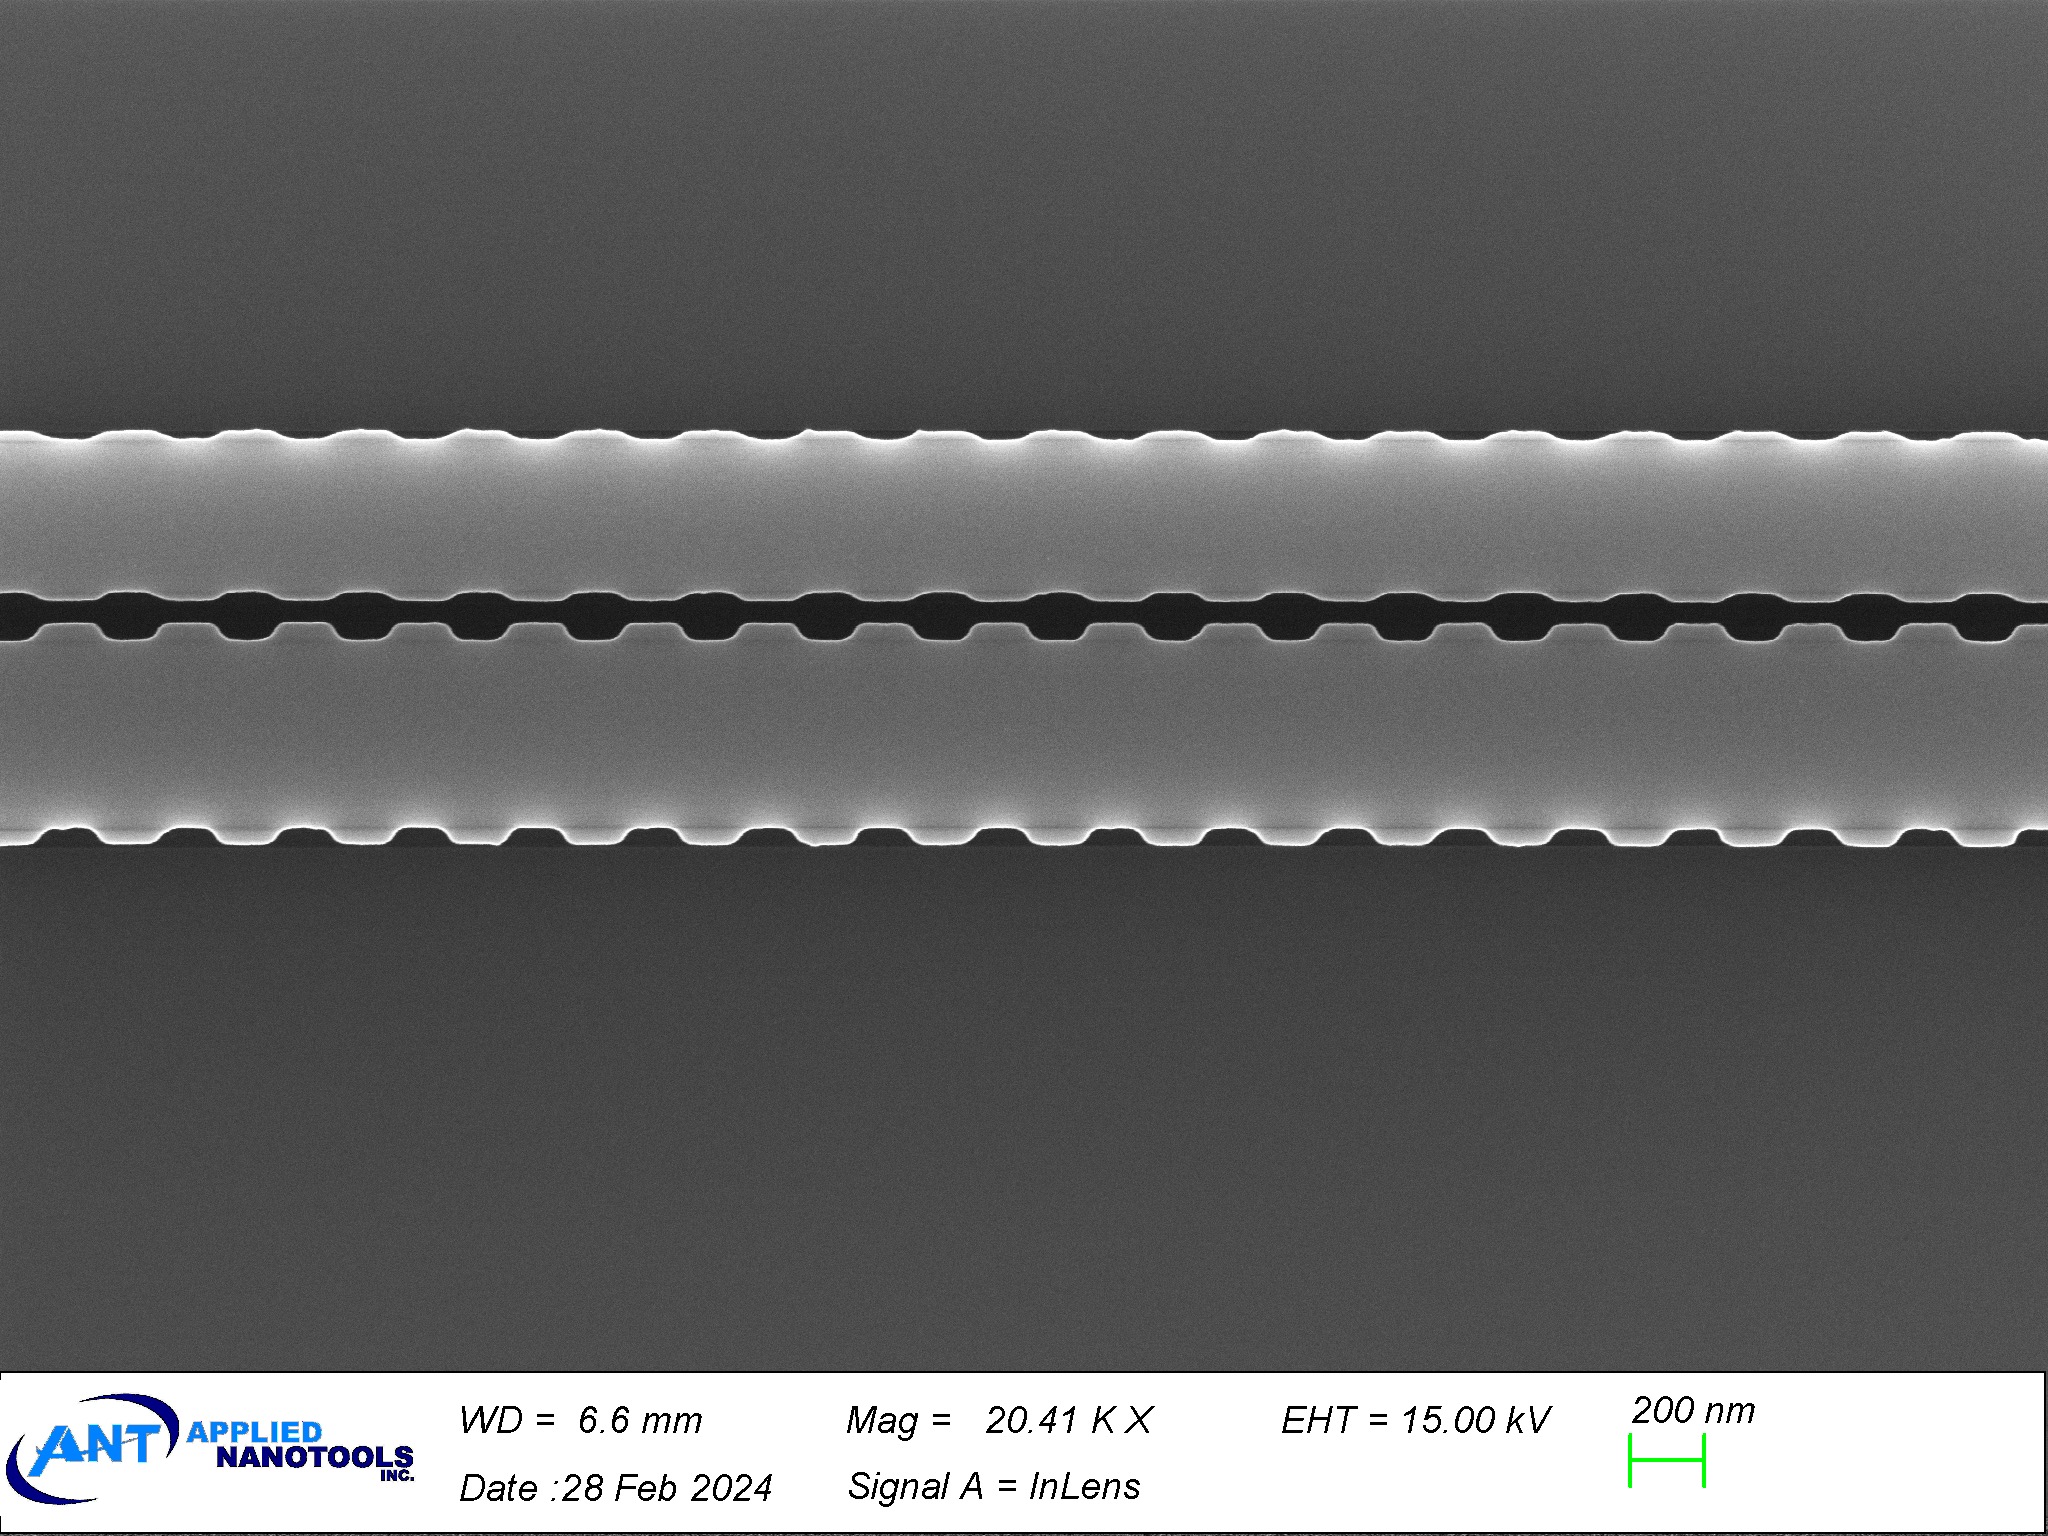 ANT APPLIED
NANOTOOLS
INC.
WD = 6.6 mm
Mag = 20.41 K X
EHT = 15.00 kV
200 nm
Date :28 Feb 2024
Signal A = InLens